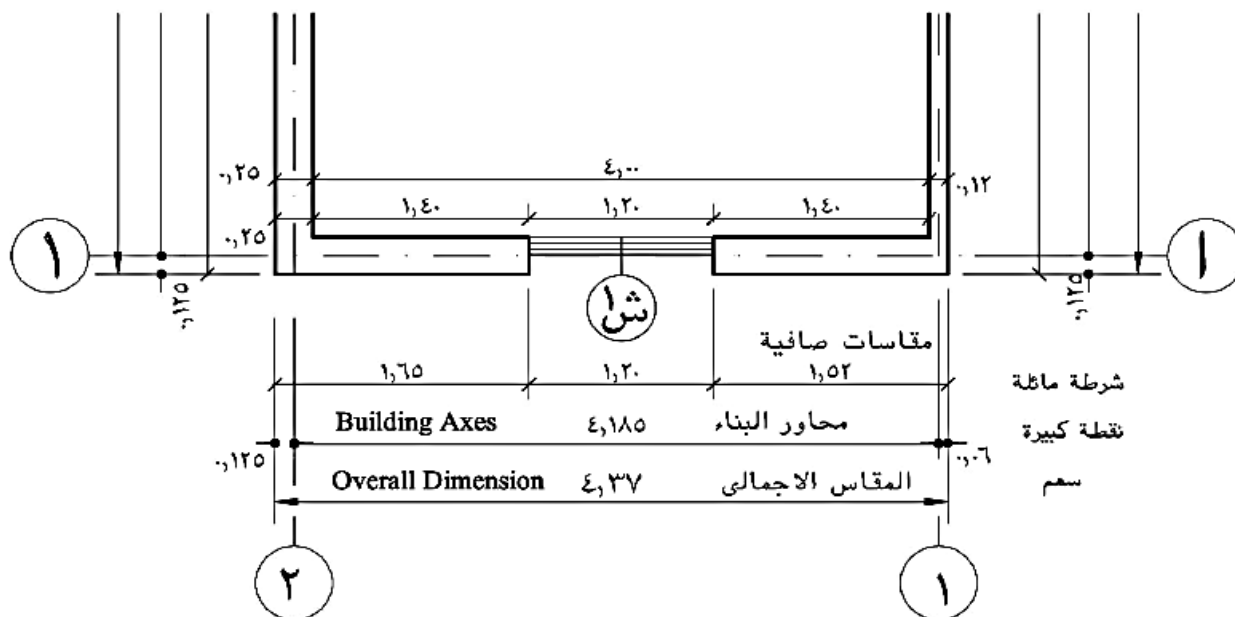 ٠,٢٥ ٤,٠٠ ٠,١٢
١,٤٠ ١,٢٠ ١,٤٠
٠,٢٥
أ أ
٠,١٢٥ ٠,١٢٥
ش١
مقاسات صافية
١,٦٥ ١,٢٠ ١,٥٢ شرطة مائلة
Building Axes ٤,١٨٥ محاور البناء نقطة كبيرة
٠,١٢٥ ٠,٠٦
Overall Dimension ٤,٣٧ المقاس الاجمالى سهم
٢ ١